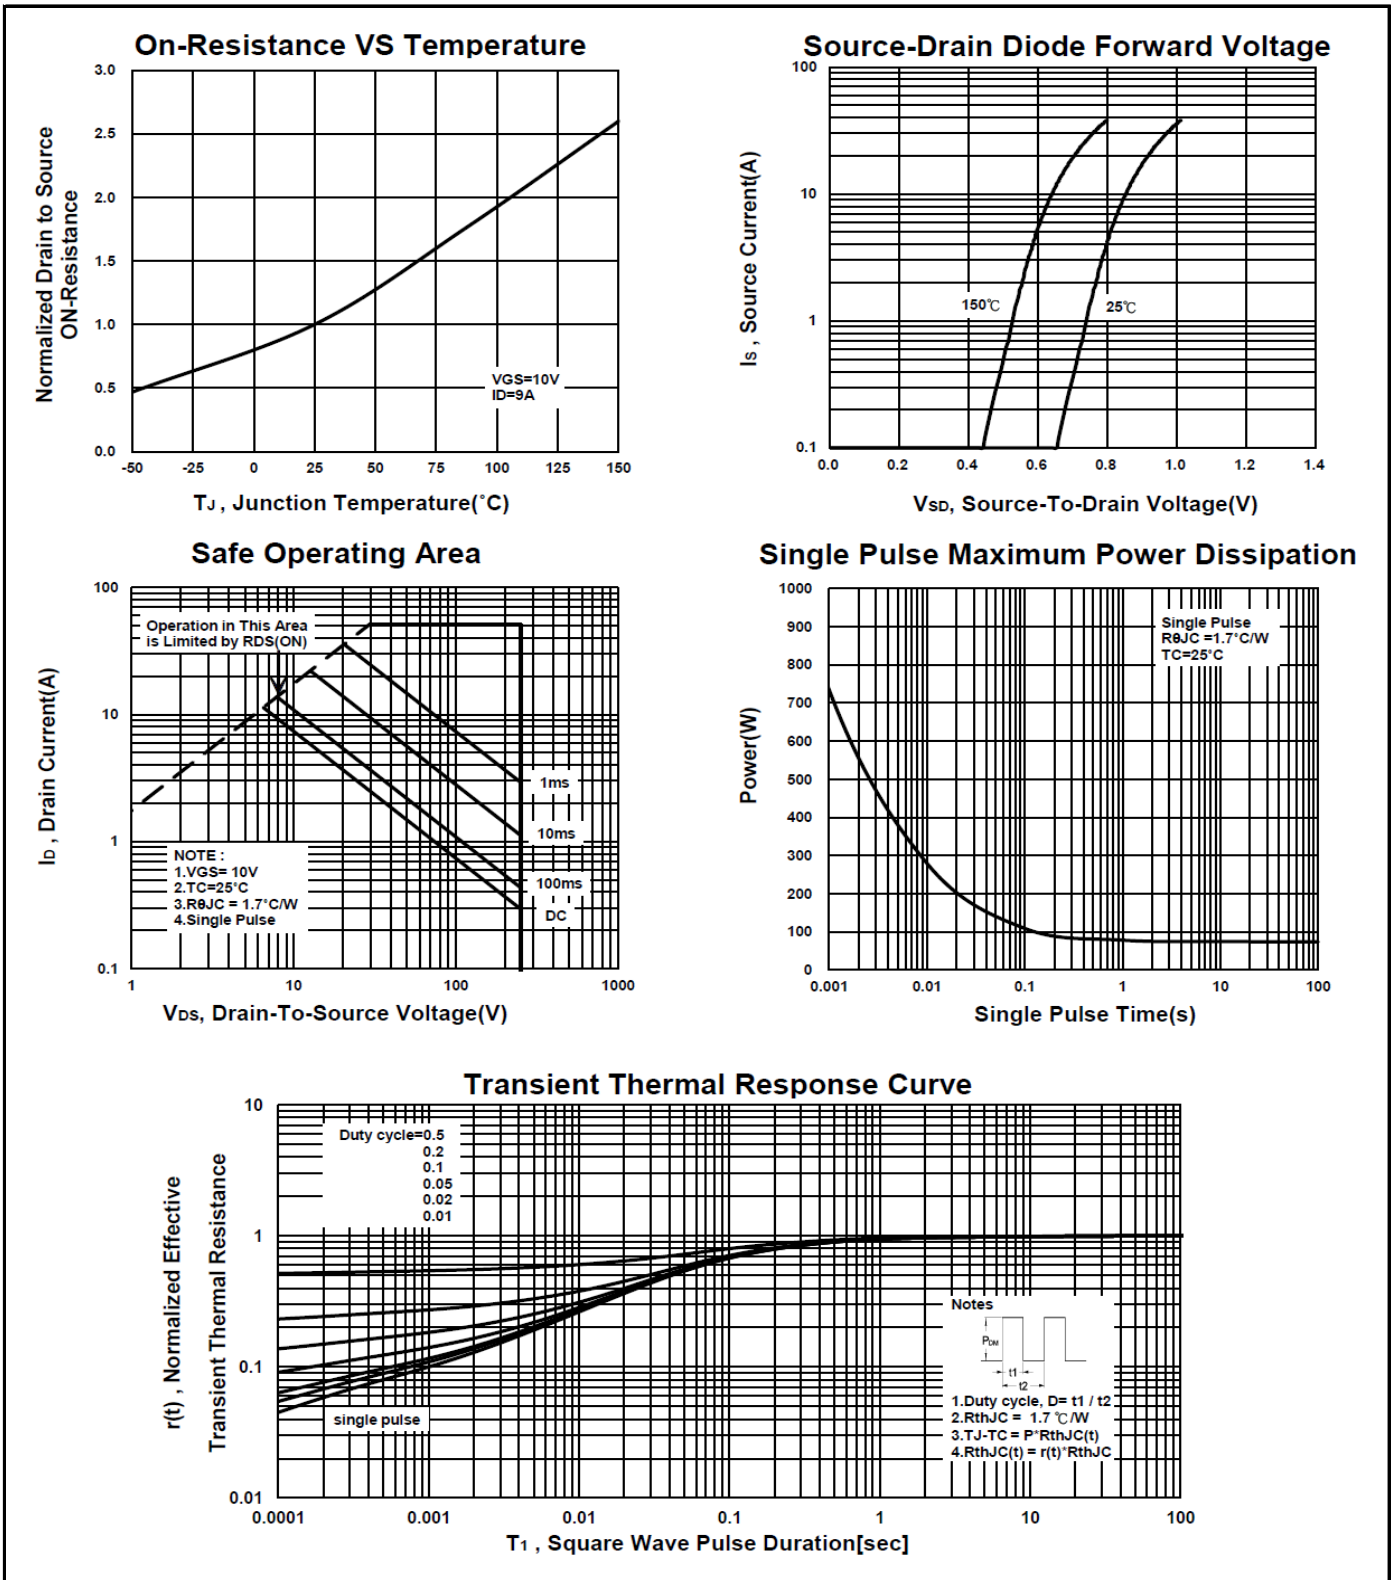 On-Resistance VS Temperature
3.0
2.5
2.0
1.5
1.0
0.5
0.0
-50 -25 0 25 50 75 100 125 150
Normalized Drain to Source
ON-Resistance
VGS=10V
ID=9A
TJ , Junction Temperature(°C)
Source-Drain Diode Forward Voltage
100
10
1
0.1
0.0 0.2 0.4 0.6 0.8 1.0 1.2 1.4
IS , Source Current(A)
150℃
25℃
VSD, Source-To-Drain Voltage(V)
Safe Operating Area
100
10
1
0.1
1 10 100 1000
ID , Drain Current(A)
Operation in This Area
is Limited by RDS(ON)
1ms
10ms
100ms
DC
NOTE :
1.VGS= 10V
2.TC=25°C
3.RθJC = 1.7°C/W
4.Single Pulse
VDS, Drain-To-Source Voltage(V)
Single Pulse Maximum Power Dissipation
1000
900
800
700
600
500
400
300
200
100
0
0.001 0.01 0.1 1 10 100
Power(W)
Single Pulse
RθJC =1.7°C/W
TC=25°C
Single Pulse Time(s)
Transient Thermal Response Curve
10
1
0.1
0.01
0.0001 0.001 0.01 0.1 1 10 100
r(t) , Normalized Effective
Transient Thermal Resistance
Duty cycle=0.5
0.2
0.1
0.05
0.02
0.01
single pulse
Notes
PDM
t1
t2
1.Duty cycle, D= t1 / t2
2.RthJC = 1.7 ℃/W
3.TJ-TC = P*RthJC(t)
4.RthJC(t) = r(t)*RthJC
T1 , Square Wave Pulse Duration[sec]